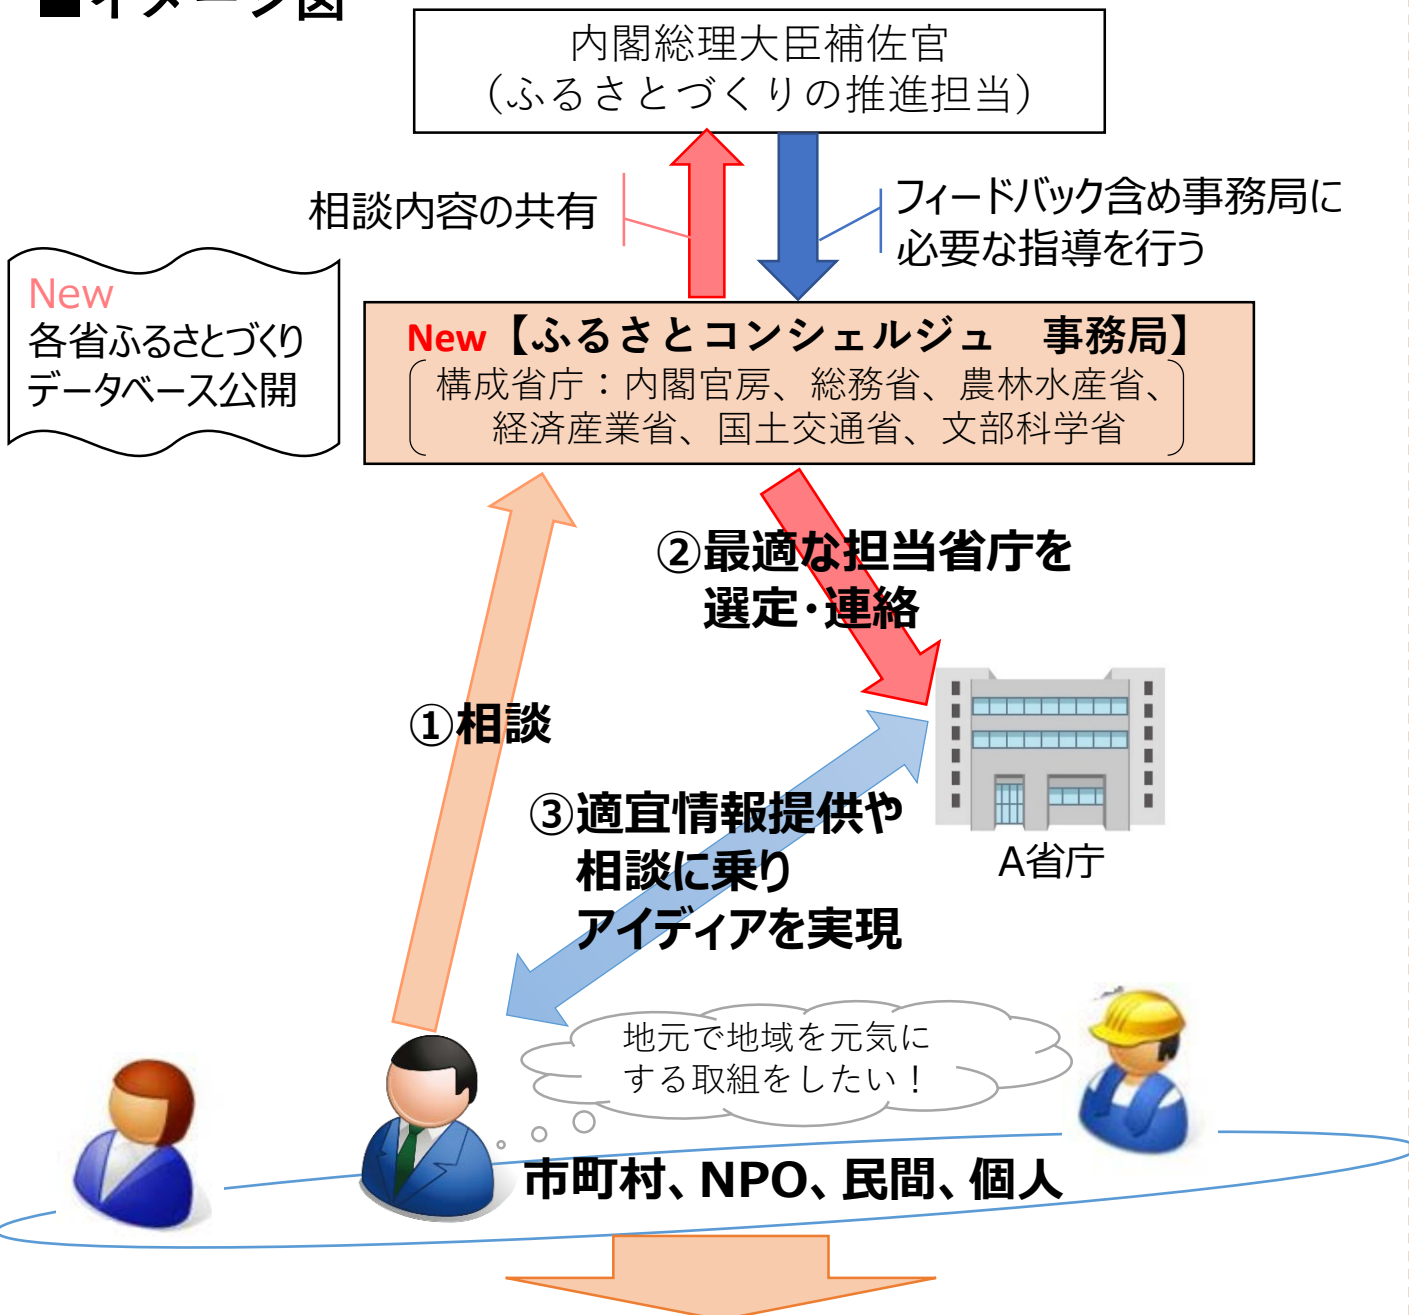 ■イメージ図
内閣総理大臣補佐官
（ふるさとづくりの推進担当）
相談内容の共有
フィードバック含め事務局に
必要な指導を行う
New
各省ふるさとづくり
データベース公開
New【ふるさとコンシェルジュ　事務局】
構成省庁：内閣官房、総務省、農林水産省、
経済産業省、国土交通省、文部科学省
②最適な担当省庁を
選定・連絡
①相談
③適宜情報提供や
相談に乗り
アイディアを実現
A省庁
地元で地域を元気に
する取組をしたい！
市町村、NPO、民間、個人